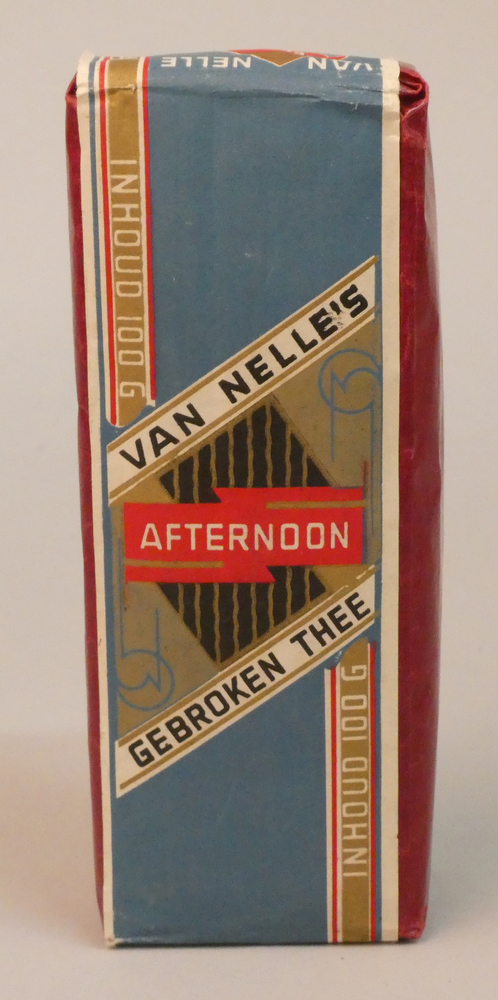 VAN NELLE
INHOUD 100 G
VAN NELLE'S
AFTERNOON
GEBROKEN THEE
INHOUD 100 G